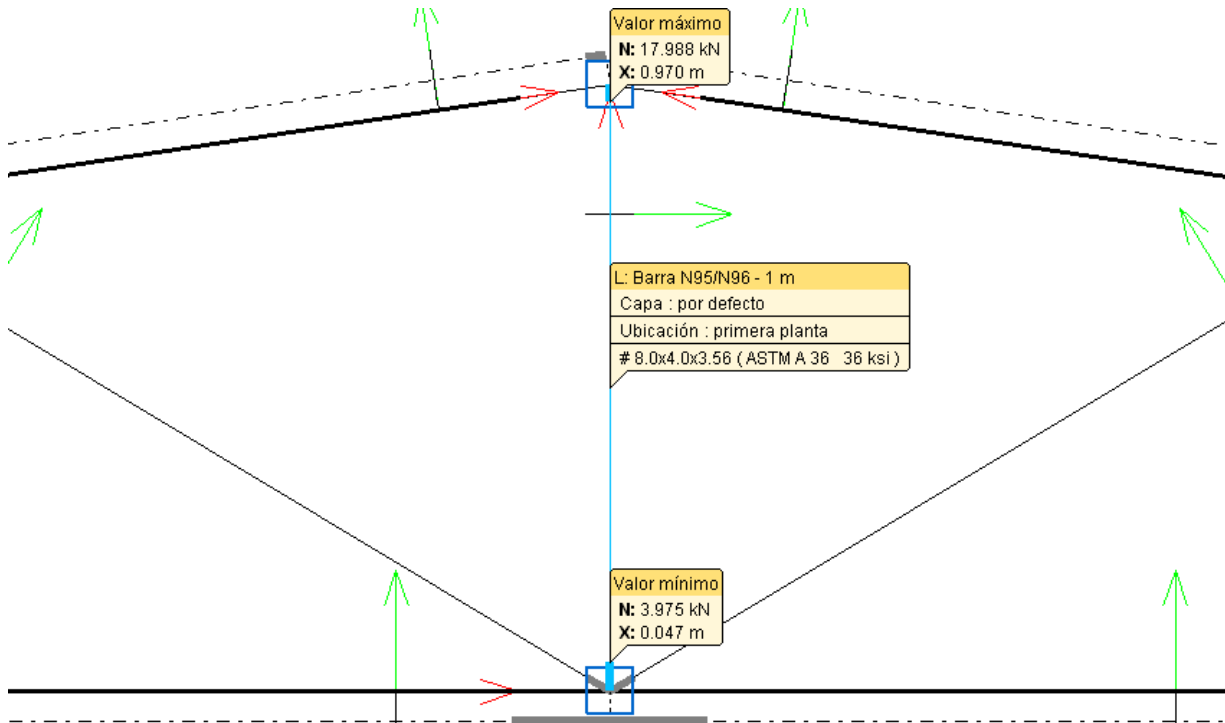 Valor máximo
N: 17.988 kN
X: 0.970 m
L: Barra N95/N96 - 1 m
Capa : por defecto
Ubicación : primera planta
# 8.0x4.0x3.56 ( ASTM A 36   36 ksi )
Valor mínimo
N: 3.975 kN
X: 0.047 m